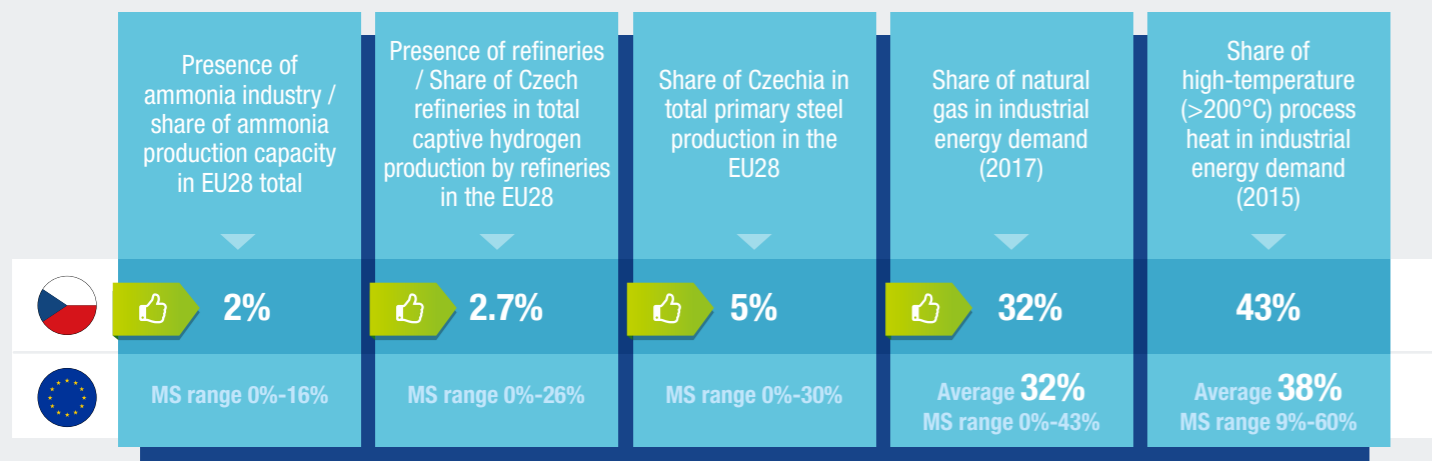 Presence of
ammonia industry /
share of ammonia
production capacity
in EU28 total
Presence of refineries
/ Share of Czech
refineries in total
captive hydrogen
production by refineries
in the EU28
Share of Czechia in
total primary steel
production in the
EU28
Share of natural
gas in industrial
energy demand
(2017)
Share of
high-temperature
(>200°C) process
heat in industrial
energy demand
(2015)
2%
2.7%
5%
32%
43%
MS range 0%-16%
MS range 0%-26%
MS range 0%-30%
Average 32%
MS range 0%-43%
Average 38%
MS range 9%-60%